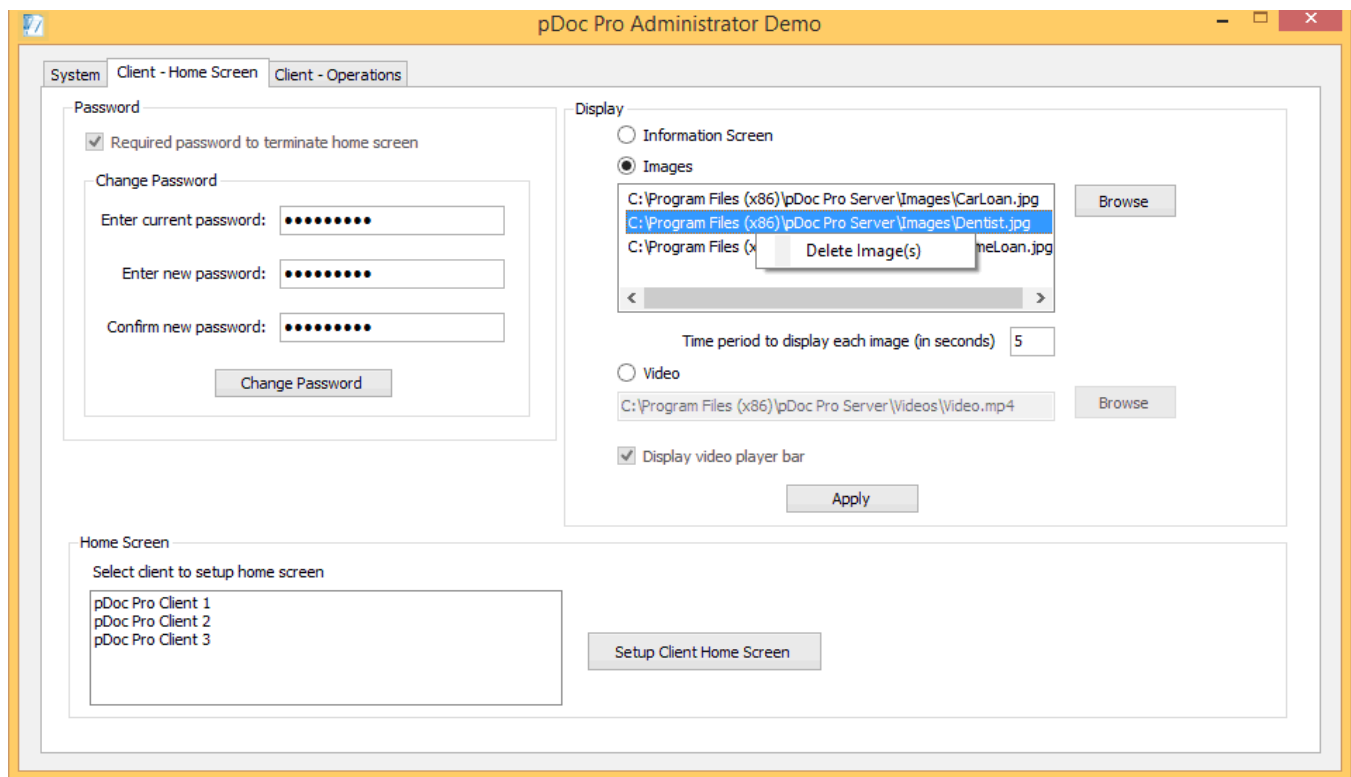 pDoc Pro Administrator Demo
System
Client - Home Screen
Client - Operations
Password
Required password to terminate home screen
Change Password
Enter current password: •••••••••
Enter new password: •••••••••
Confirm new password: •••••••••
Change Password
Display
Information Screen
Images
C:\Program Files (x86)\pDoc Pro Server\Images\CarLoan.jpg
Browse
C:\Program Files (x86)\pDoc Pro Server\Images\Dentist.jpg
C:\Program Files (x
meLoan.jpg
Delete Image(s)
Time period to display each image (in seconds) 5
Video
C:\Program Files (x86)\pDoc Pro Server\Videos\Video.mp4
Browse
Display video player bar
Apply
Home Screen
Select client to setup home screen
pDoc Pro Client 1
pDoc Pro Client 2
pDoc Pro Client 3
Setup Client Home Screen